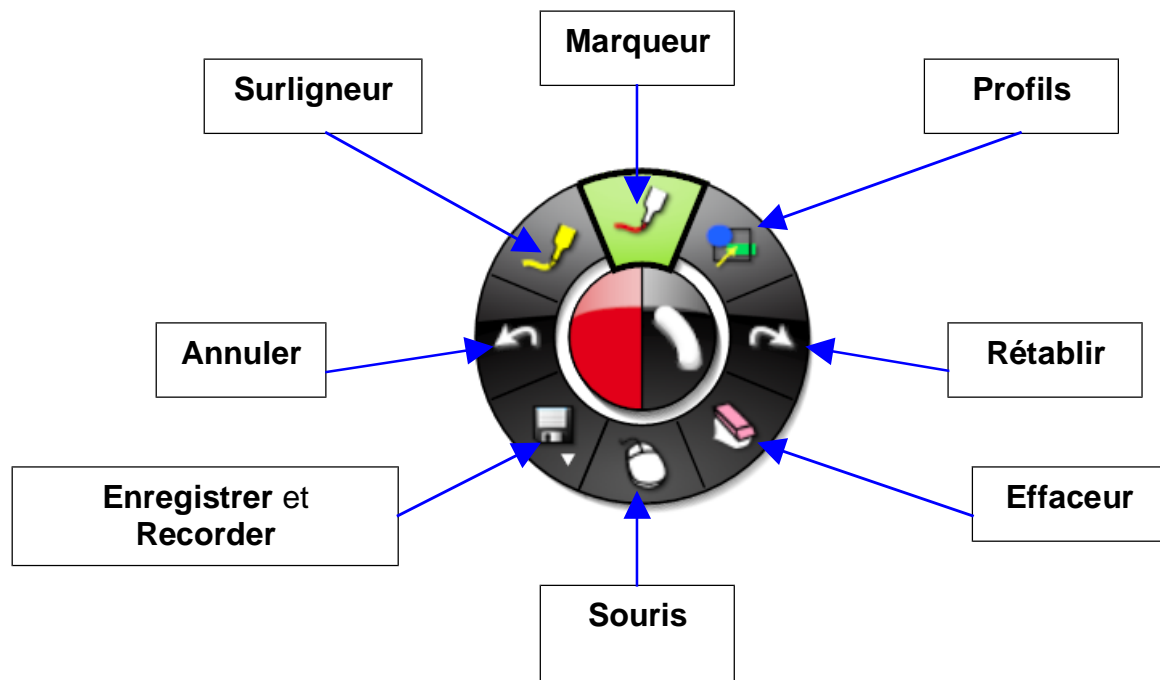 Marqueur
Surligneur
Profils
Annuler
Rétablir
Enregistrer et
Recorder
Effaceur
Souris